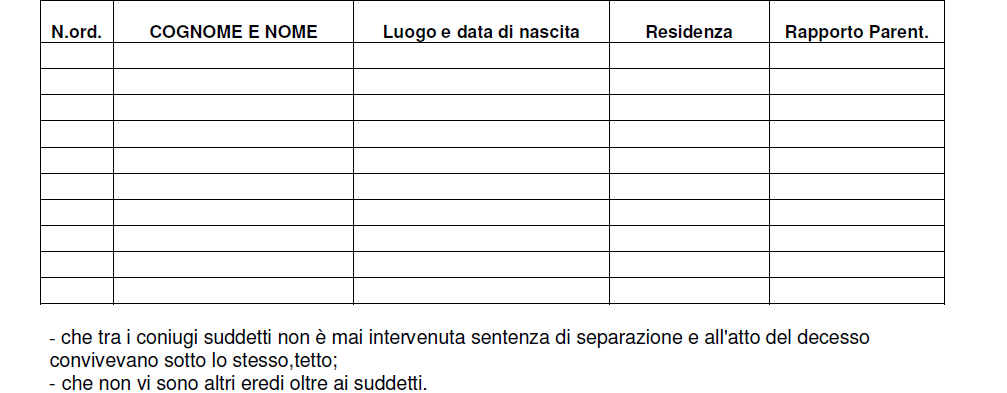 N.ord. COGNOME E NOME Luogo e data di nascita Residenza Rapporto Parent.
- che tra i coniugi suddetti non è mai intervenuta sentenza di separazione e all'atto del decesso
convivevano sotto lo stesso,tetto;
- che non vi sono altri eredi oltre ai suddetti.